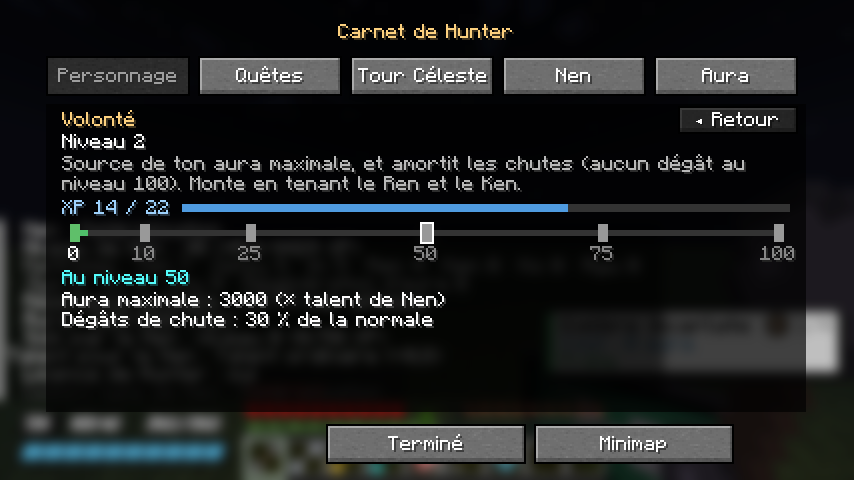 Carnet de Hunter
Personnage
Quêtes
Tour Céleste
Nen
Aura
Volonté
◂ Retour
Niveau 2
Source de ton aura maximale, et amortit les chutes (aucun dégât au
niveau 100). Monte en tenant le Ren et le Ken.
XP 14 / 22
0 10 25 50 75 100
Au niveau 50
Aura maximale : 3000 (x talent de Nen)
Dégâts de chute : 30 % de la normale
Terminé
Minimap